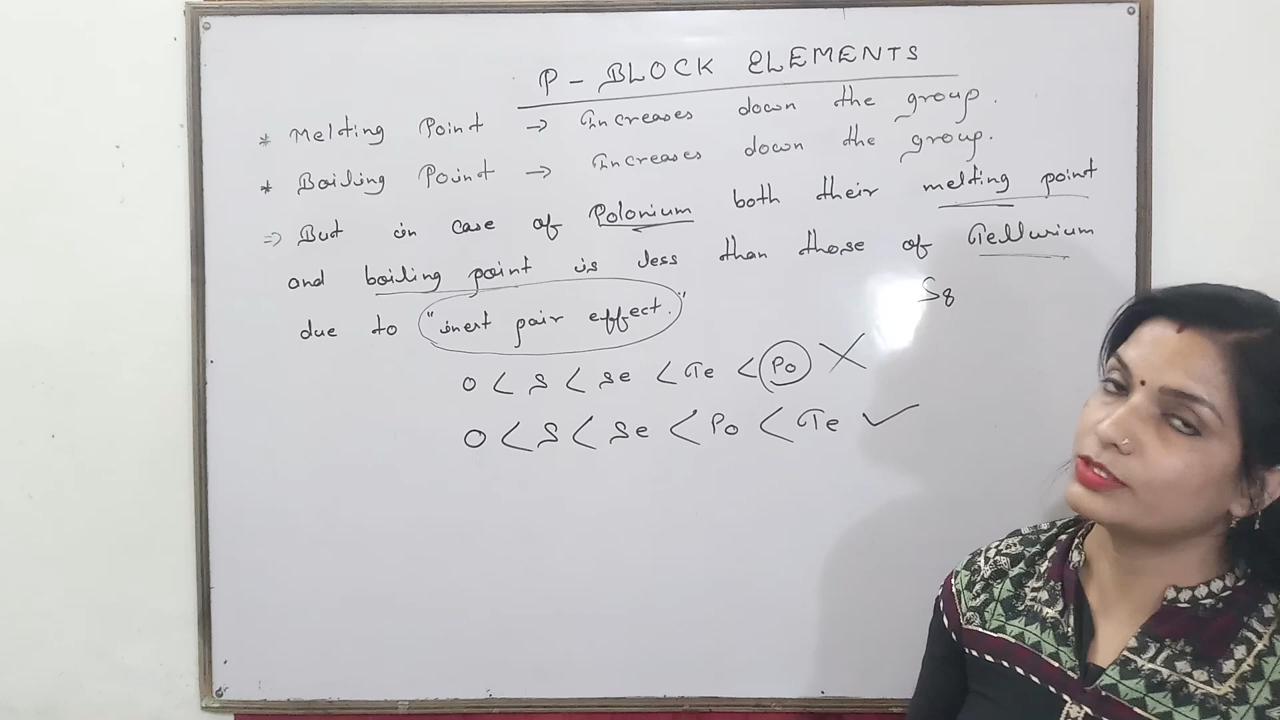 P - BLOCK ELEMENTS
* Melting Point → Increases down the group.
* Boiling Point → Increases down the group.
⇒ But in case of Polonium both their melting point
and boiling point is less than those of Tellurium
due to "inert pair effect."
S8
O < S < Se < Te < Po ✗
O < S < Se < Po < Te ✓